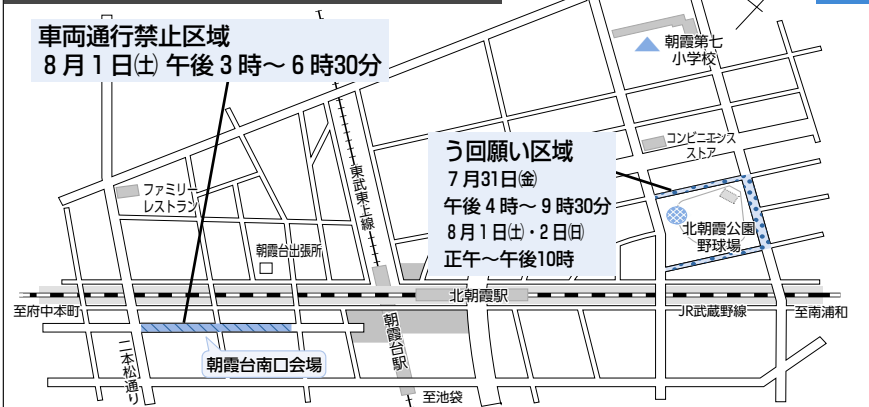 車両通行禁止区域
8月1日㈯ 午後3時～6時30分
朝霞第七
小学校
コンビニエンス
ストア
う回願い区域
7月31日㈮
午後4時～9時30分
8月1日㈯・2日㈰
正午～午後10時
東武東上線
ファミリー
レストラン
北朝霞公園
野球場
朝霞台出張所
北朝霞駅
至府中本町
JR武蔵野線
至南浦和
朝霞台駅
朝霞台南口会場
二本松通り
至池袋